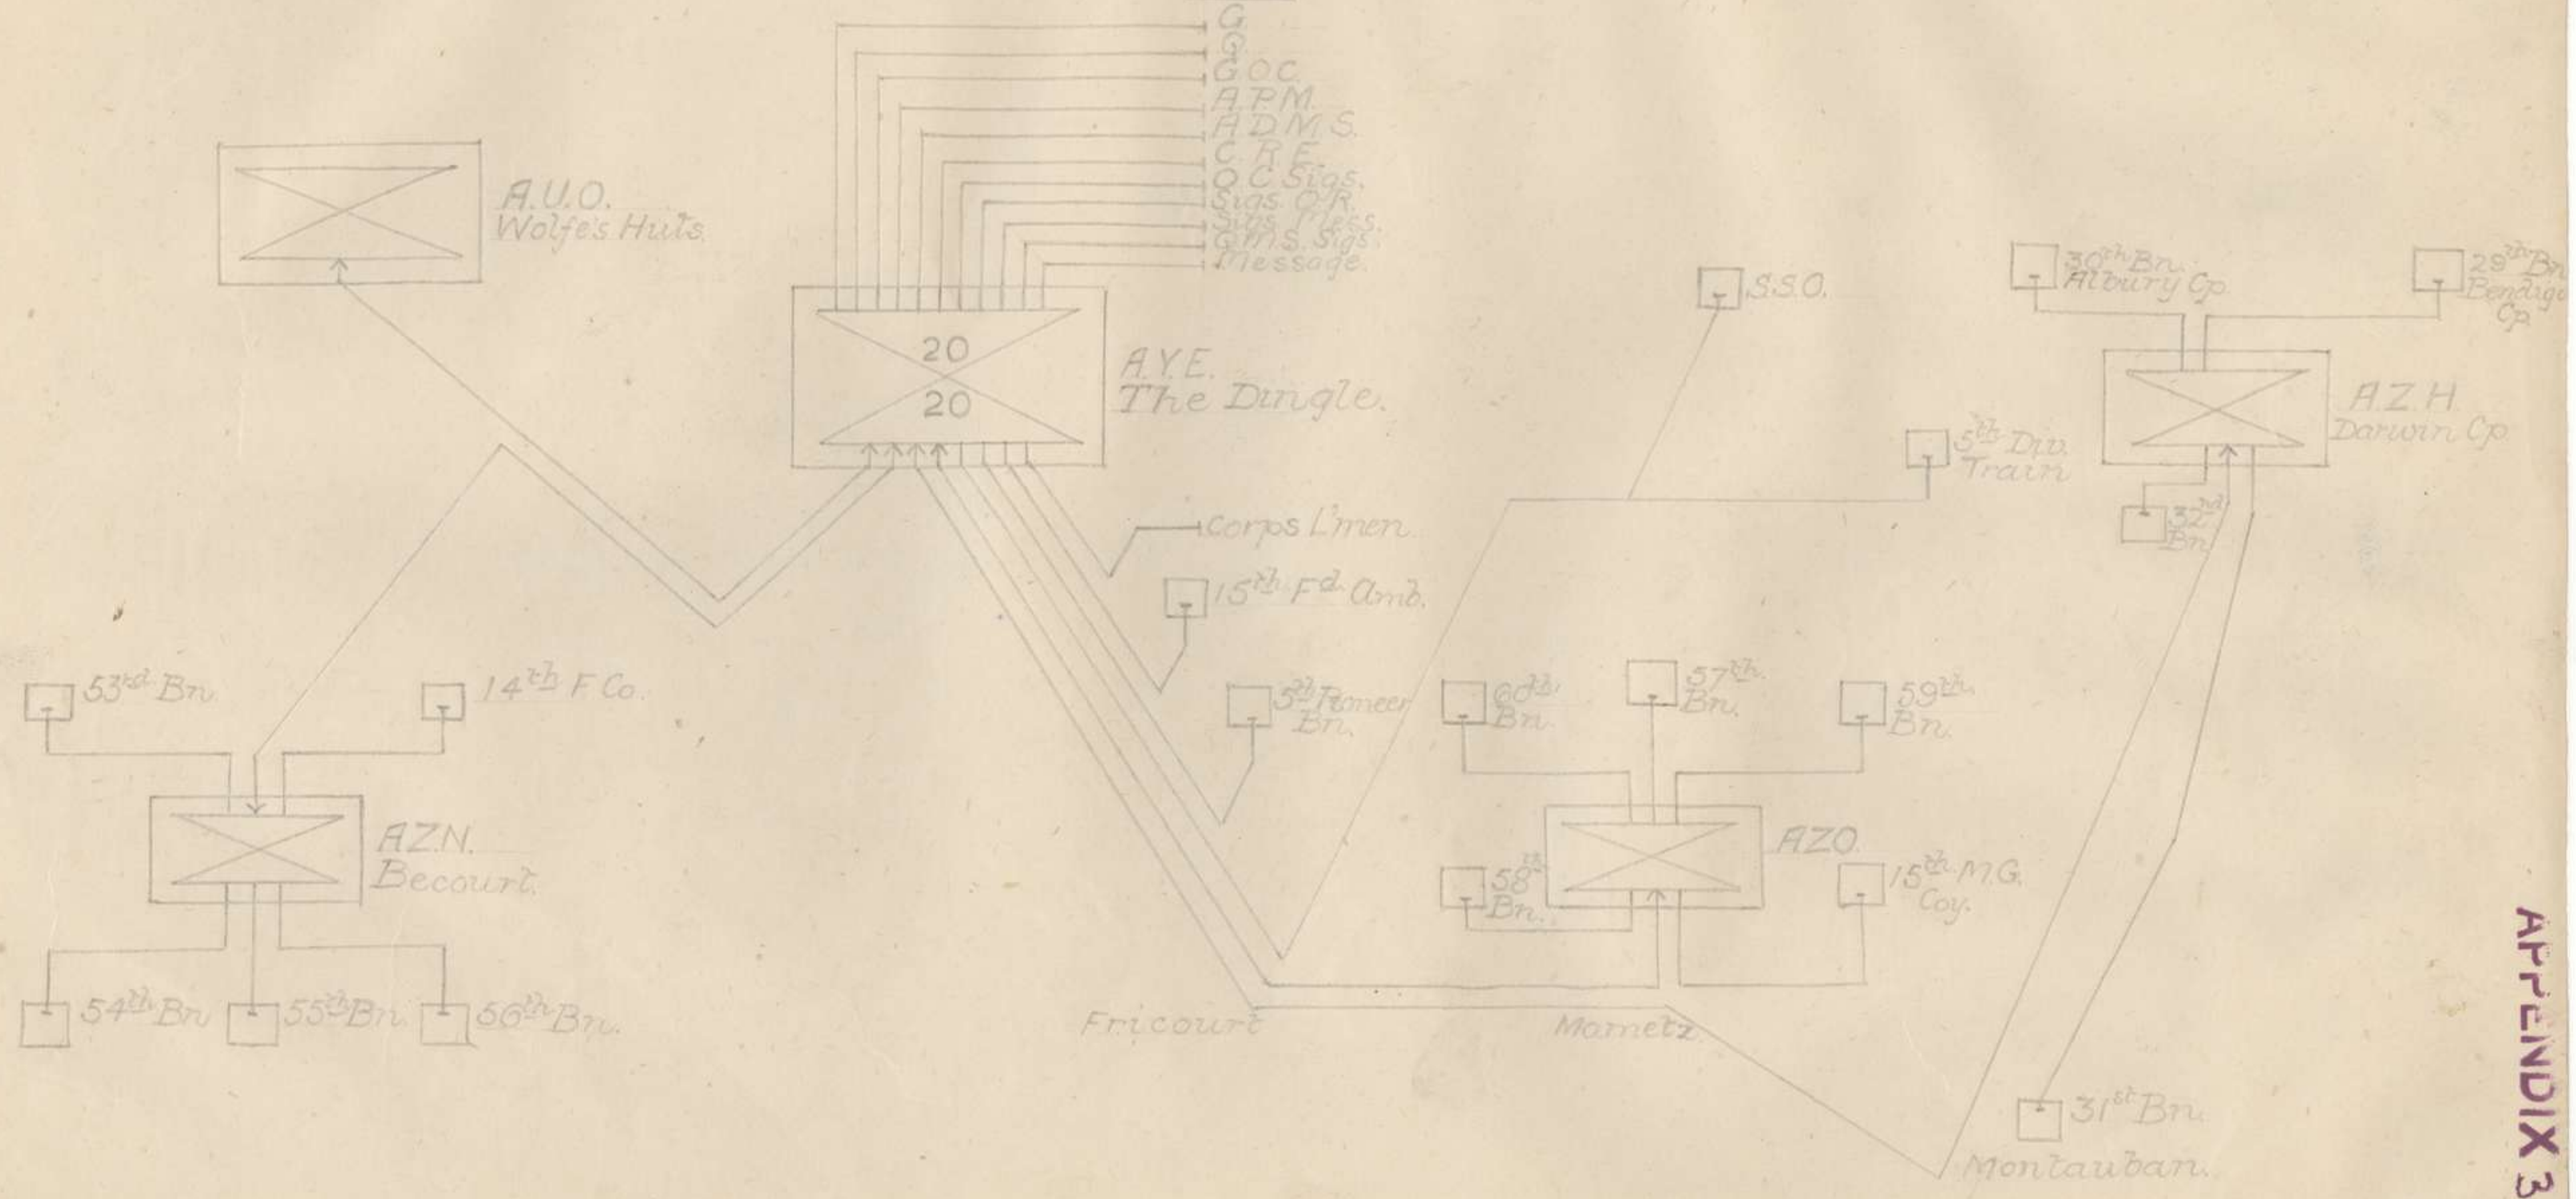 G
Q
G.O.C.
A.P.M.
A.D.M.S.
C.R.E.
O.C. Sigs.
Sigs. O/R.
Sigs. Mess.
Q.M.S. Sigs.
Message.
A.U.O.
Wolfe's Huts.
20
20
A.Y.E.
The Dingle.
S.S.O.
30th Bn.
Albury Cp.
29th Bn
Bendigo
Cp.
A.Z.H.
Darwin Cp.
5th Div.
Train
32nd
Bn
Corps L'men.
15th Fd. Amb.
5th Pioneer
Bn.
53rd Bn.
14th F Co.
60th
Bn.
57th
Bn.
59th
Bn.
A.Z.N.
Becourt.
AZO.
58th
Bn.
15th M.G.
Coy.
54th Bn
55th Bn.
56th Bn.
Fricourt
Mametz.
31st Bn.
Montauban.
APPENDIX 3